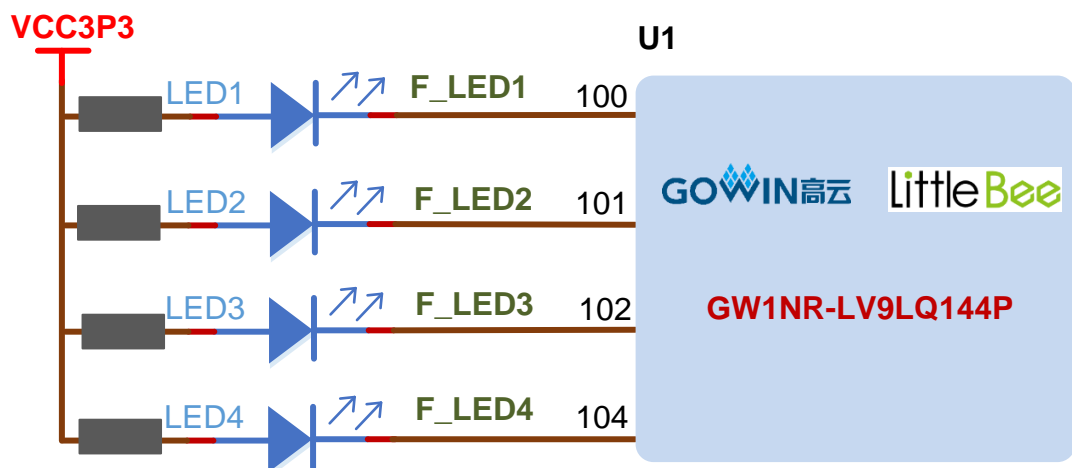 VCC3P3
U1
LED1 F_LED1 100
LED2 F_LED2 101
GOWIN高云 LittleBee
LED3 F_LED3 102
GW1NR-LV9LQ144P
LED4 F_LED4 104